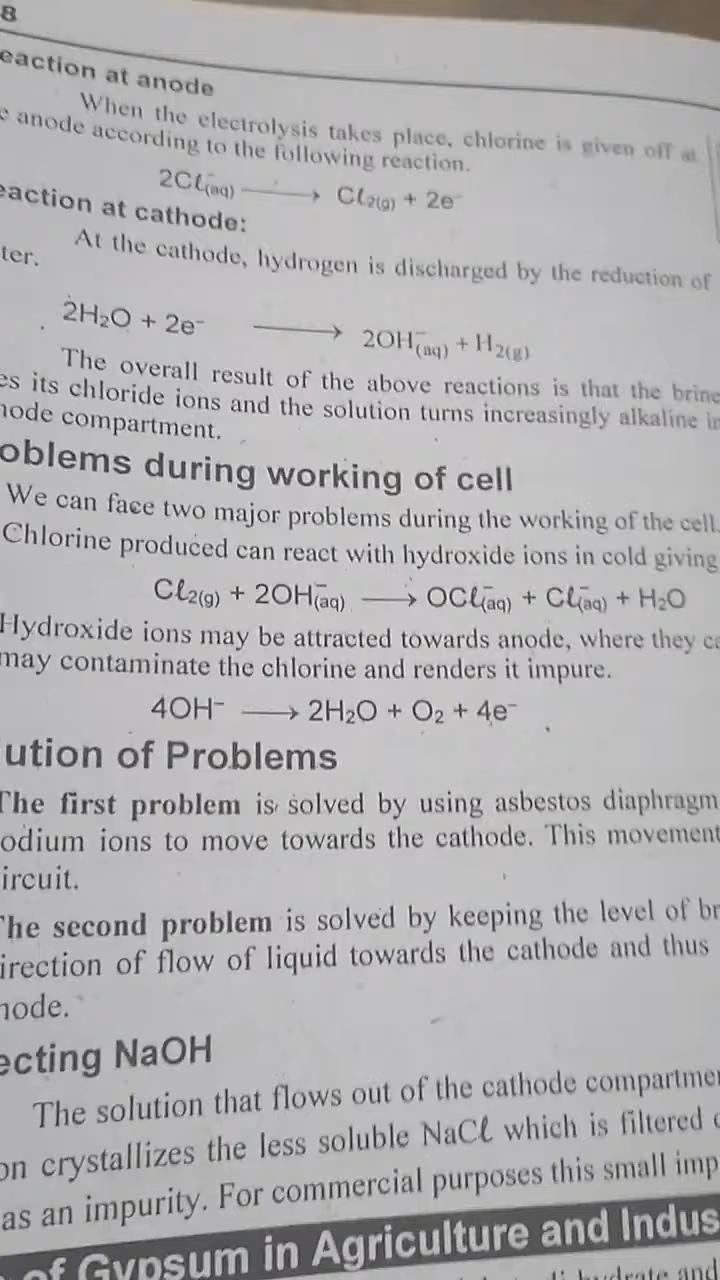 8
eaction at anode
When the electrolysis takes place, chlorine is given off at
e anode according to the following reaction.
2Cℓ⁻(aq) ⟶ Cℓ2(g) + 2e⁻
eaction at cathode:
At the cathode, hydrogen is discharged by the reduction of
ter.
2H₂O + 2e⁻ ⟶ 2OH⁻(aq) + H2(g)
The overall result of the above reactions is that the brine
es its chloride ions and the solution turns increasingly alkaline in
ode compartment.
oblems during working of cell
We can face two major problems during the working of the cell.
Chlorine produced can react with hydroxide ions in cold giving
Cℓ2(g) + 2OH⁻(aq) ⟶ OCℓ⁻(aq) + Cℓ⁻(aq) + H₂O
Hydroxide ions may be attracted towards anode, where they ca
may contaminate the chlorine and renders it impure.
4OH⁻ ⟶ 2H₂O + O₂ + 4e⁻
ution of Problems
The first problem is solved by using asbestos diaphragm
odium ions to move towards the cathode. This movement
ircuit.
The second problem is solved by keeping the level of br
irection of flow of liquid towards the cathode and thus
node.
ecting NaOH
The solution that flows out of the cathode compartmen
on crystallizes the less soluble NaCℓ which is filtered
as an impurity. For commercial purposes this small imp
of Gypsum in Agriculture and Indus
and